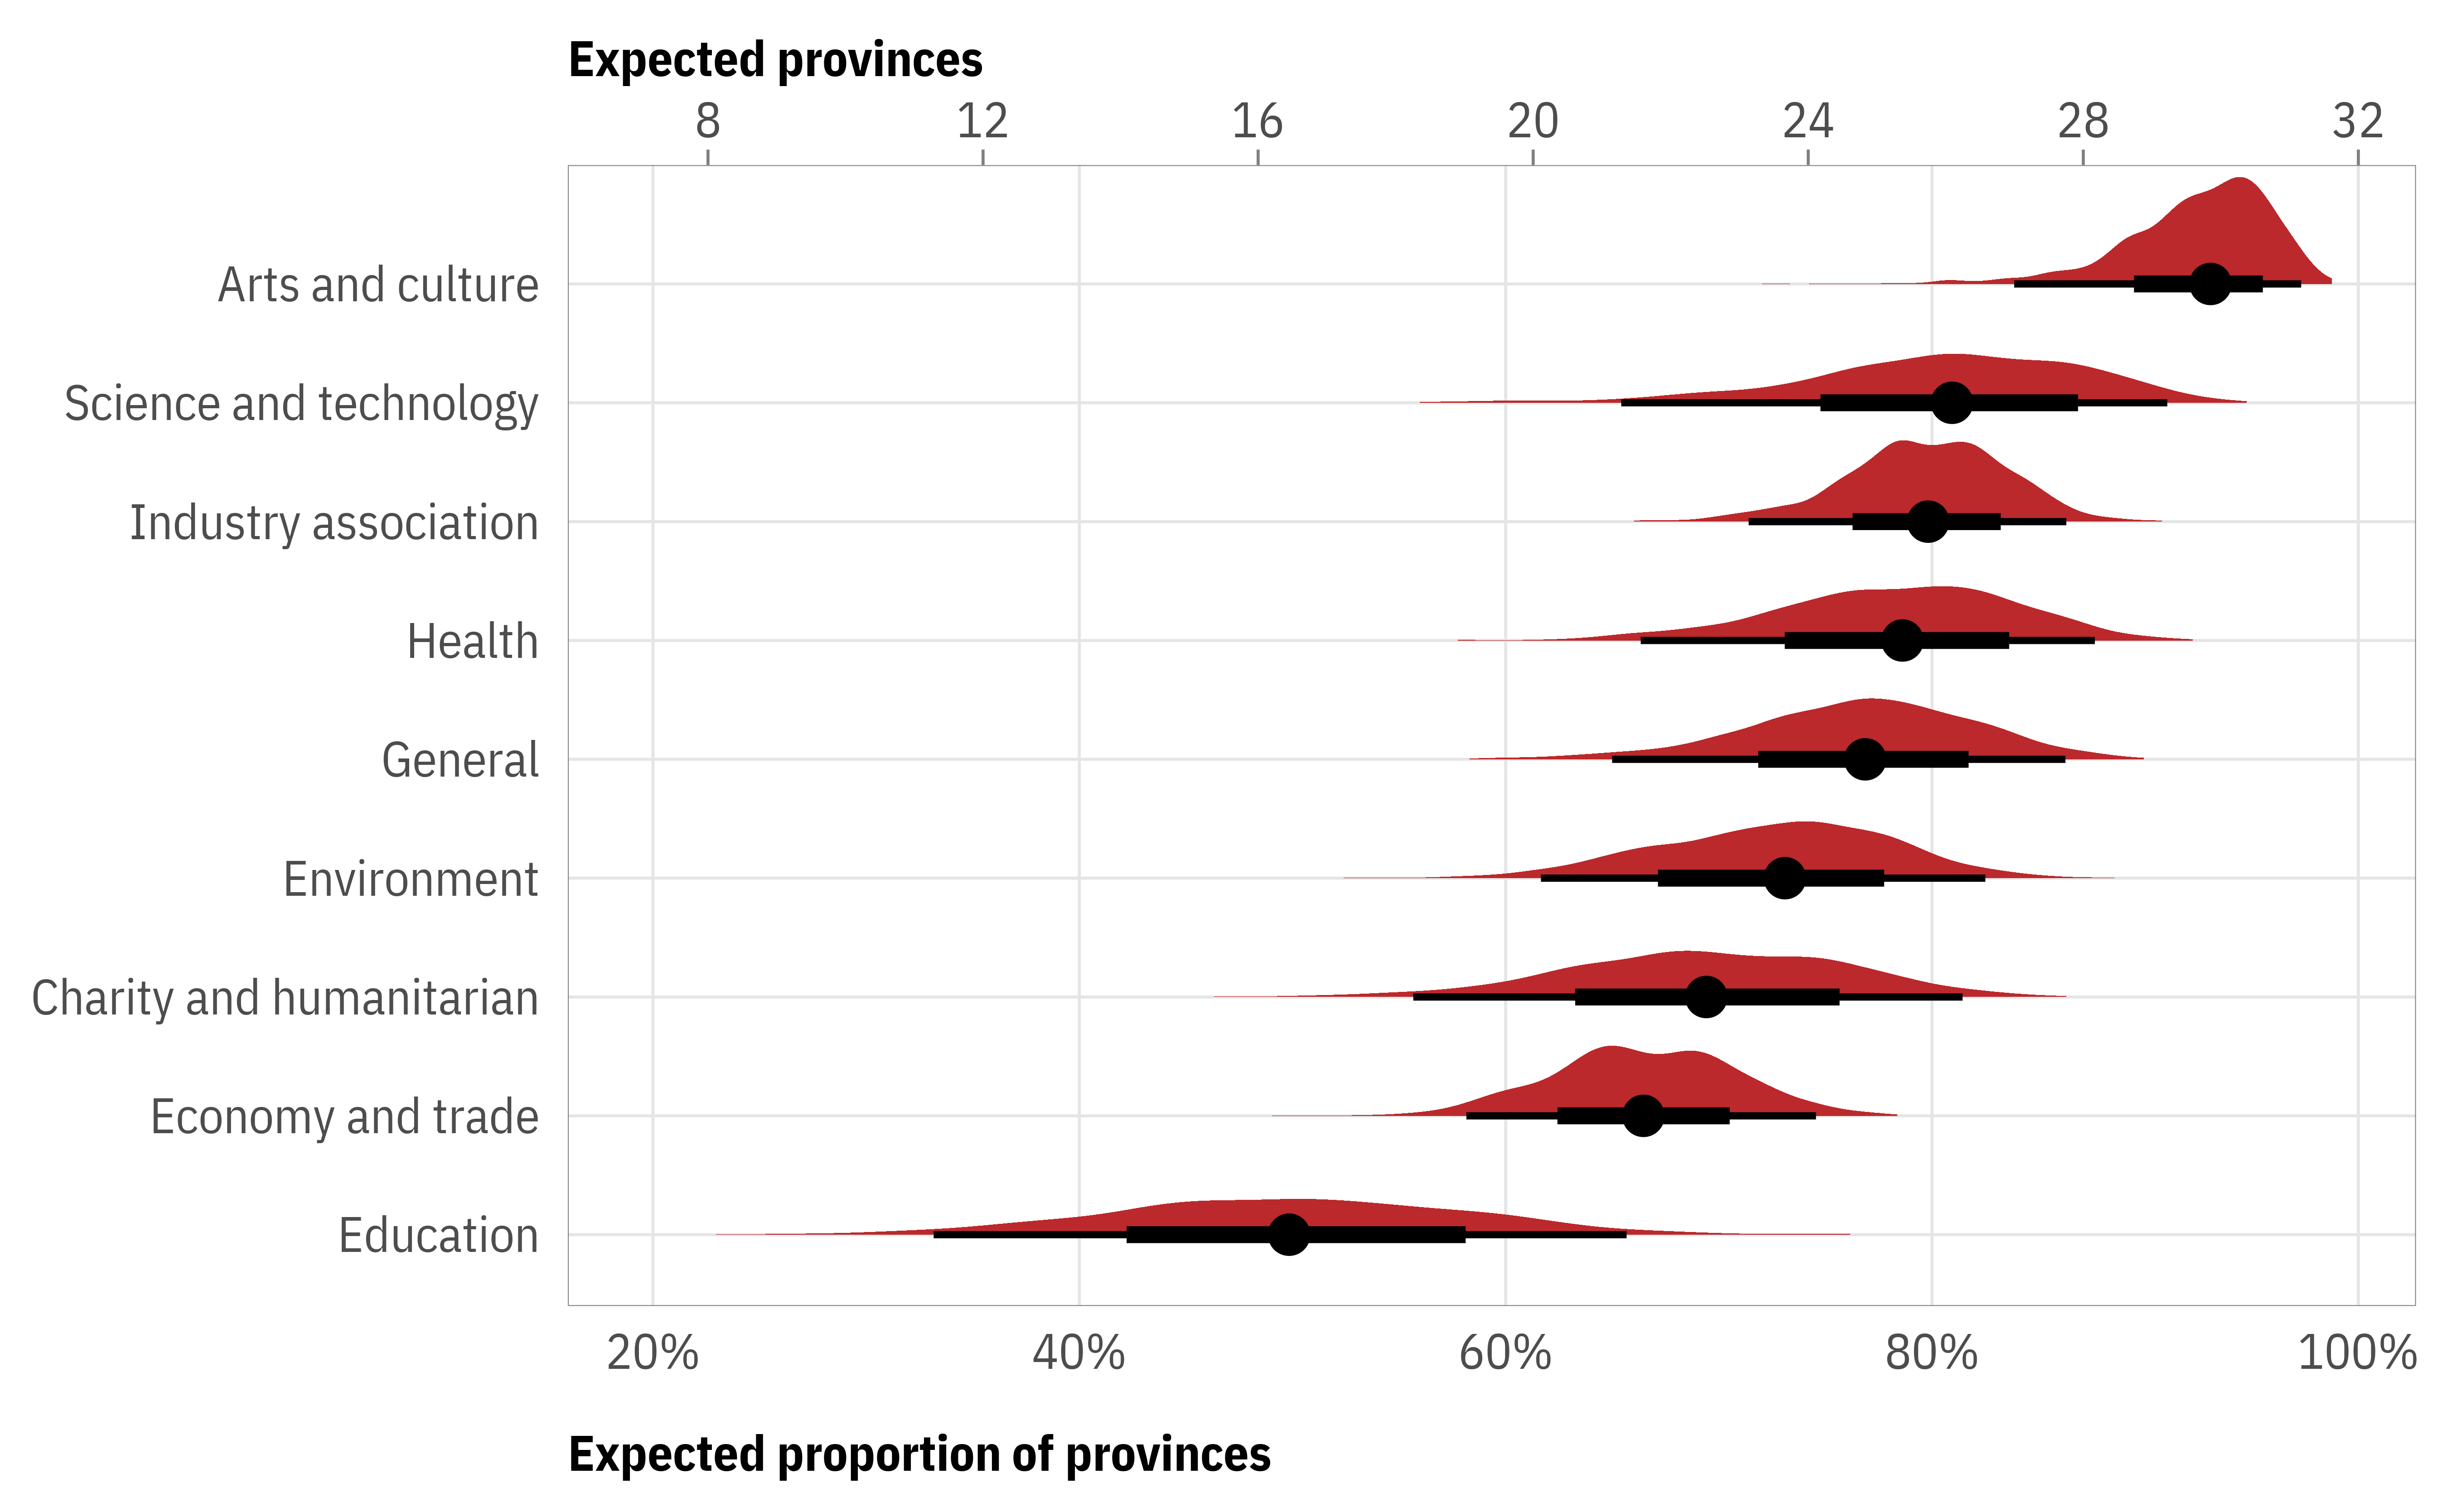 Expected provinces
8 12 16 20 24 28 32
Arts and culture
Science and technology
Industry association
Health
General
Environment
Charity and humanitarian
Economy and trade
Education
20% 40% 60% 80% 100%
Expected proportion of provinces